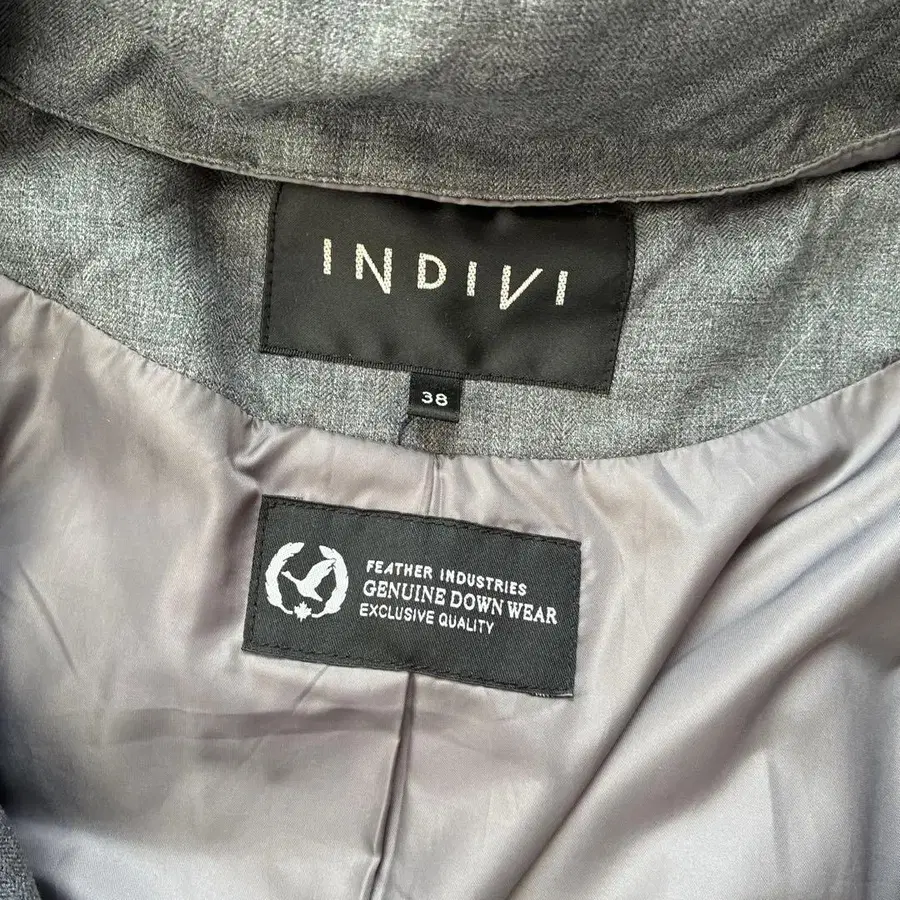 INDIVI
38
FEATHER INDUSTRIES
GENUINE DOWN WEAR
EXCLUSIVE QUALITY